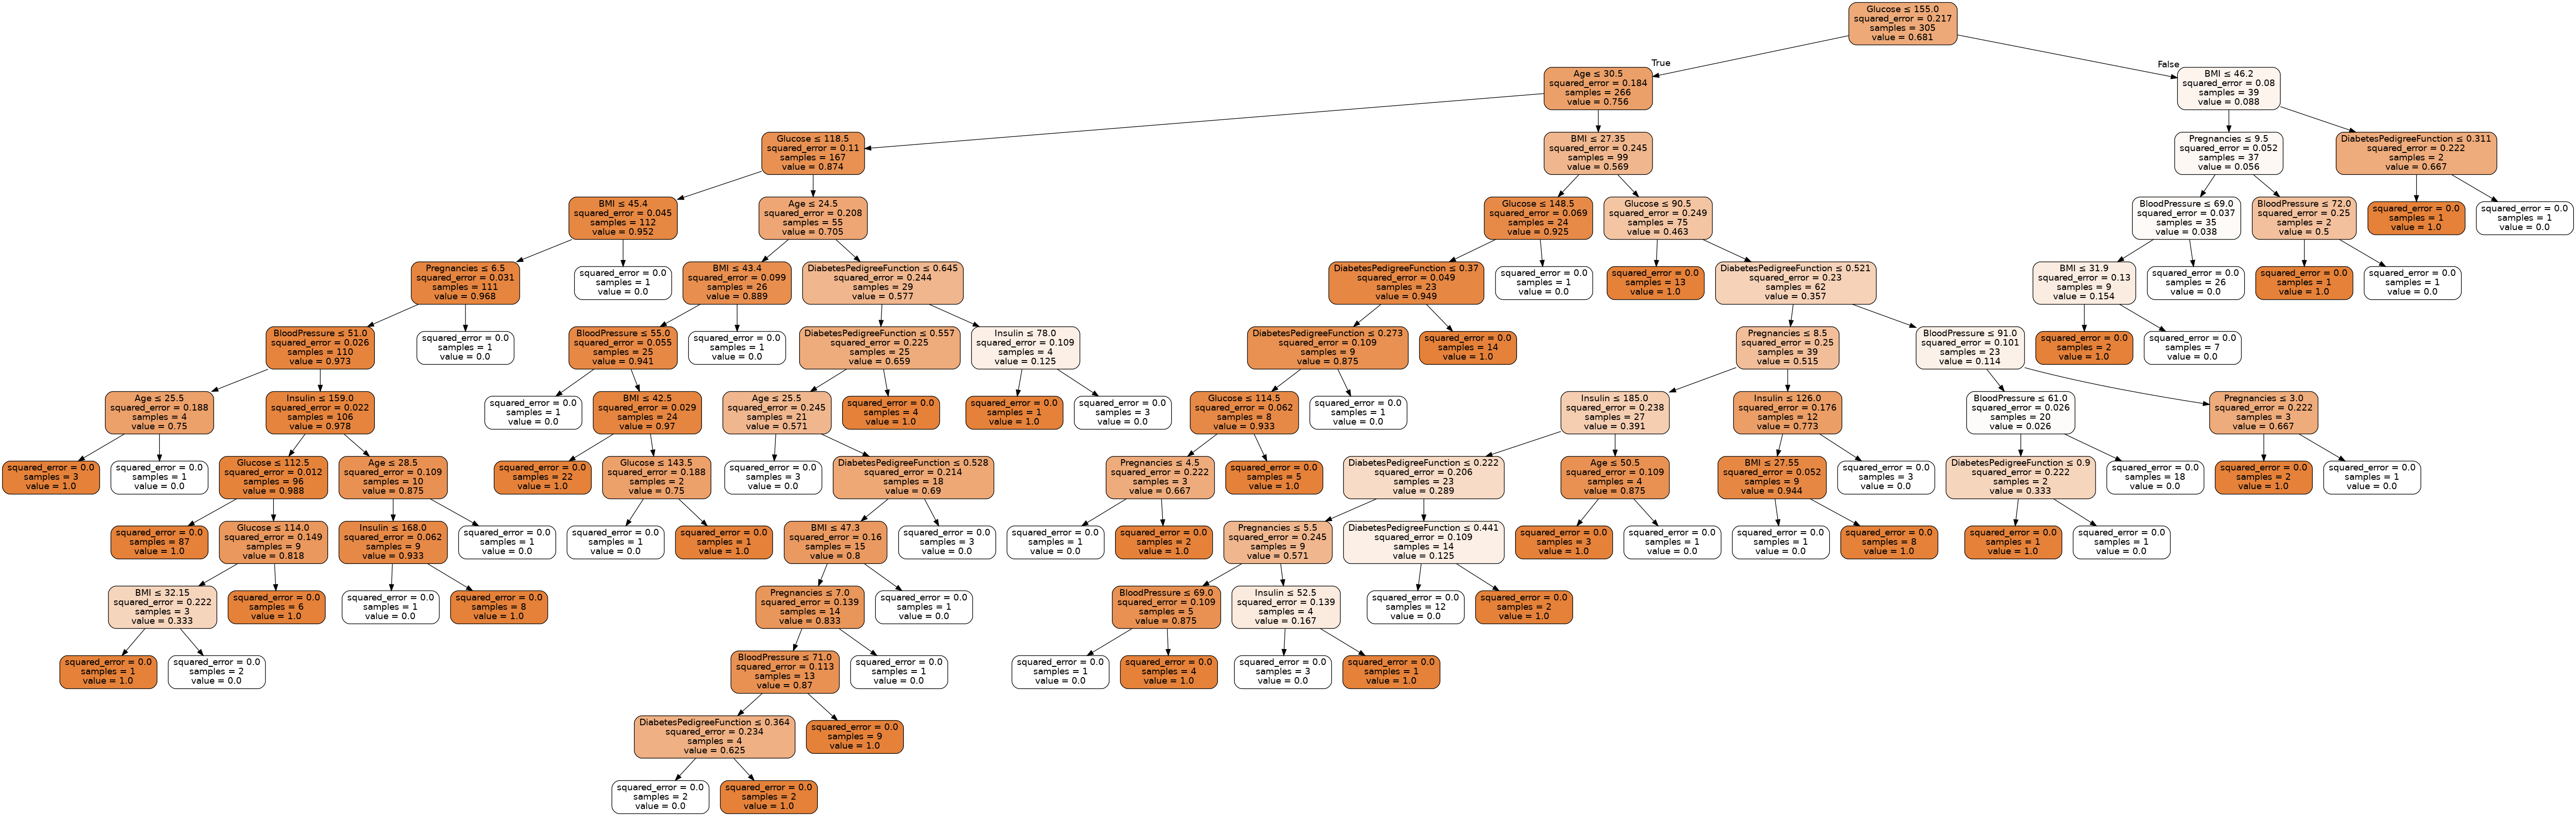 Glucose ≤ 155.0
squared_error = 0.217
samples = 305
value = 0.681
True
False
Age ≤ 30.5
squared_error = 0.184
samples = 266
value = 0.756
BMI ≤ 46.2
squared_error = 0.08
samples = 39
value = 0.088
Glucose ≤ 118.5
squared_error = 0.11
samples = 167
value = 0.874
BMI ≤ 27.35
squared_error = 0.245
samples = 99
value = 0.569
Pregnancies ≤ 9.5
squared_error = 0.052
samples = 37
value = 0.056
DiabetesPedigreeFunction ≤ 0.311
squared_error = 0.222
samples = 2
value = 0.667
BMI ≤ 45.4
squared_error = 0.045
samples = 112
value = 0.952
Age ≤ 24.5
squared_error = 0.208
samples = 55
value = 0.705
Glucose ≤ 148.5
squared_error = 0.069
samples = 24
value = 0.925
Glucose ≤ 90.5
squared_error = 0.249
samples = 75
value = 0.463
BloodPressure ≤ 69.0
squared_error = 0.037
samples = 35
value = 0.038
BloodPressure ≤ 72.0
squared_error = 0.25
samples = 2
value = 0.5
squared_error = 0.0
samples = 1
value = 1.0
squared_error = 0.0
samples = 1
value = 0.0
Pregnancies ≤ 6.5
squared_error = 0.031
samples = 111
value = 0.968
squared_error = 0.0
samples = 1
value = 0.0
BMI ≤ 43.4
squared_error = 0.099
samples = 26
value = 0.889
DiabetesPedigreeFunction ≤ 0.645
squared_error = 0.244
samples = 29
value = 0.577
DiabetesPedigreeFunction ≤ 0.37
squared_error = 0.049
samples = 23
value = 0.949
squared_error = 0.0
samples = 1
value = 0.0
squared_error = 0.0
samples = 13
value = 1.0
DiabetesPedigreeFunction ≤ 0.521
squared_error = 0.23
samples = 62
value = 0.357
BMI ≤ 31.9
squared_error = 0.13
samples = 9
value = 0.154
squared_error = 0.0
samples = 26
value = 0.0
squared_error = 0.0
samples = 1
value = 1.0
squared_error = 0.0
samples = 1
value = 0.0
BloodPressure ≤ 51.0
squared_error = 0.026
samples = 110
value = 0.973
squared_error = 0.0
samples = 1
value = 0.0
BloodPressure ≤ 55.0
squared_error = 0.055
samples = 25
value = 0.941
squared_error = 0.0
samples = 1
value = 0.0
DiabetesPedigreeFunction ≤ 0.557
squared_error = 0.225
samples = 25
value = 0.659
Insulin ≤ 78.0
squared_error = 0.109
samples = 4
value = 0.125
DiabetesPedigreeFunction ≤ 0.273
squared_error = 0.109
samples = 9
value = 0.875
squared_error = 0.0
samples = 14
value = 1.0
Pregnancies ≤ 8.5
squared_error = 0.25
samples = 39
value = 0.515
BloodPressure ≤ 91.0
squared_error = 0.101
samples = 23
value = 0.114
squared_error = 0.0
samples = 2
value = 1.0
squared_error = 0.0
samples = 7
value = 0.0
Age ≤ 25.5
squared_error = 0.188
samples = 4
value = 0.75
Insulin ≤ 159.0
squared_error = 0.022
samples = 106
value = 0.978
squared_error = 0.0
samples = 1
value = 0.0
BMI ≤ 42.5
squared_error = 0.029
samples = 24
value = 0.97
Age ≤ 25.5
squared_error = 0.245
samples = 21
value = 0.571
squared_error = 0.0
samples = 4
value = 1.0
squared_error = 0.0
samples = 1
value = 1.0
squared_error = 0.0
samples = 3
value = 0.0
Glucose ≤ 114.5
squared_error = 0.062
samples = 8
value = 0.933
squared_error = 0.0
samples = 1
value = 0.0
Insulin ≤ 185.0
squared_error = 0.238
samples = 27
value = 0.391
Insulin ≤ 126.0
squared_error = 0.176
samples = 12
value = 0.773
BloodPressure ≤ 61.0
squared_error = 0.026
samples = 20
value = 0.026
Pregnancies ≤ 3.0
squared_error = 0.222
samples = 3
value = 0.667
squared_error = 0.0
samples = 3
value = 1.0
squared_error = 0.0
samples = 1
value = 0.0
Glucose ≤ 112.5
squared_error = 0.012
samples = 96
value = 0.988
Age ≤ 28.5
squared_error = 0.109
samples = 10
value = 0.875
squared_error = 0.0
samples = 22
value = 1.0
Glucose ≤ 143.5
squared_error = 0.188
samples = 2
value = 0.75
squared_error = 0.0
samples = 3
value = 0.0
DiabetesPedigreeFunction ≤ 0.528
squared_error = 0.214
samples = 18
value = 0.69
Pregnancies ≤ 4.5
squared_error = 0.222
samples = 3
value = 0.667
squared_error = 0.0
samples = 5
value = 1.0
DiabetesPedigreeFunction ≤ 0.222
squared_error = 0.206
samples = 23
value = 0.289
Age ≤ 50.5
squared_error = 0.109
samples = 4
value = 0.875
BMI ≤ 27.55
squared_error = 0.052
samples = 9
value = 0.944
squared_error = 0.0
samples = 3
value = 0.0
DiabetesPedigreeFunction ≤ 0.9
squared_error = 0.222
samples = 2
value = 0.333
squared_error = 0.0
samples = 18
value = 0.0
squared_error = 0.0
samples = 2
value = 1.0
squared_error = 0.0
samples = 1
value = 0.0
squared_error = 0.0
samples = 87
value = 1.0
Glucose ≤ 114.0
squared_error = 0.149
samples = 9
value = 0.818
Insulin ≤ 168.0
squared_error = 0.062
samples = 9
value = 0.933
squared_error = 0.0
samples = 1
value = 0.0
squared_error = 0.0
samples = 1
value = 0.0
squared_error = 0.0
samples = 1
value = 1.0
BMI ≤ 47.3
squared_error = 0.16
samples = 15
value = 0.8
squared_error = 0.0
samples = 3
value = 0.0
squared_error = 0.0
samples = 1
value = 0.0
squared_error = 0.0
samples = 2
value = 1.0
Pregnancies ≤ 5.5
squared_error = 0.245
samples = 9
value = 0.571
DiabetesPedigreeFunction ≤ 0.441
squared_error = 0.109
samples = 14
value = 0.125
squared_error = 0.0
samples = 3
value = 1.0
squared_error = 0.0
samples = 1
value = 0.0
squared_error = 0.0
samples = 1
value = 0.0
squared_error = 0.0
samples = 8
value = 1.0
squared_error = 0.0
samples = 1
value = 1.0
squared_error = 0.0
samples = 1
value = 0.0
BMI ≤ 32.15
squared_error = 0.222
samples = 3
value = 0.333
squared_error = 0.0
samples = 6
value = 1.0
squared_error = 0.0
samples = 1
value = 0.0
squared_error = 0.0
samples = 8
value = 1.0
Pregnancies ≤ 7.0
squared_error = 0.139
samples = 14
value = 0.833
squared_error = 0.0
samples = 1
value = 0.0
BloodPressure ≤ 69.0
squared_error = 0.109
samples = 5
value = 0.875
Insulin ≤ 52.5
squared_error = 0.139
samples = 4
value = 0.167
squared_error = 0.0
samples = 12
value = 0.0
squared_error = 0.0
samples = 2
value = 1.0
squared_error = 0.0
samples = 1
value = 1.0
squared_error = 0.0
samples = 2
value = 0.0
BloodPressure ≤ 71.0
squared_error = 0.113
samples = 13
value = 0.87
squared_error = 0.0
samples = 1
value = 0.0
squared_error = 0.0
samples = 1
value = 0.0
squared_error = 0.0
samples = 4
value = 1.0
squared_error = 0.0
samples = 3
value = 0.0
squared_error = 0.0
samples = 1
value = 1.0
DiabetesPedigreeFunction ≤ 0.364
squared_error = 0.234
samples = 4
value = 0.625
squared_error = 0.0
samples = 9
value = 1.0
squared_error = 0.0
samples = 2
value = 0.0
squared_error = 0.0
samples = 2
value = 1.0